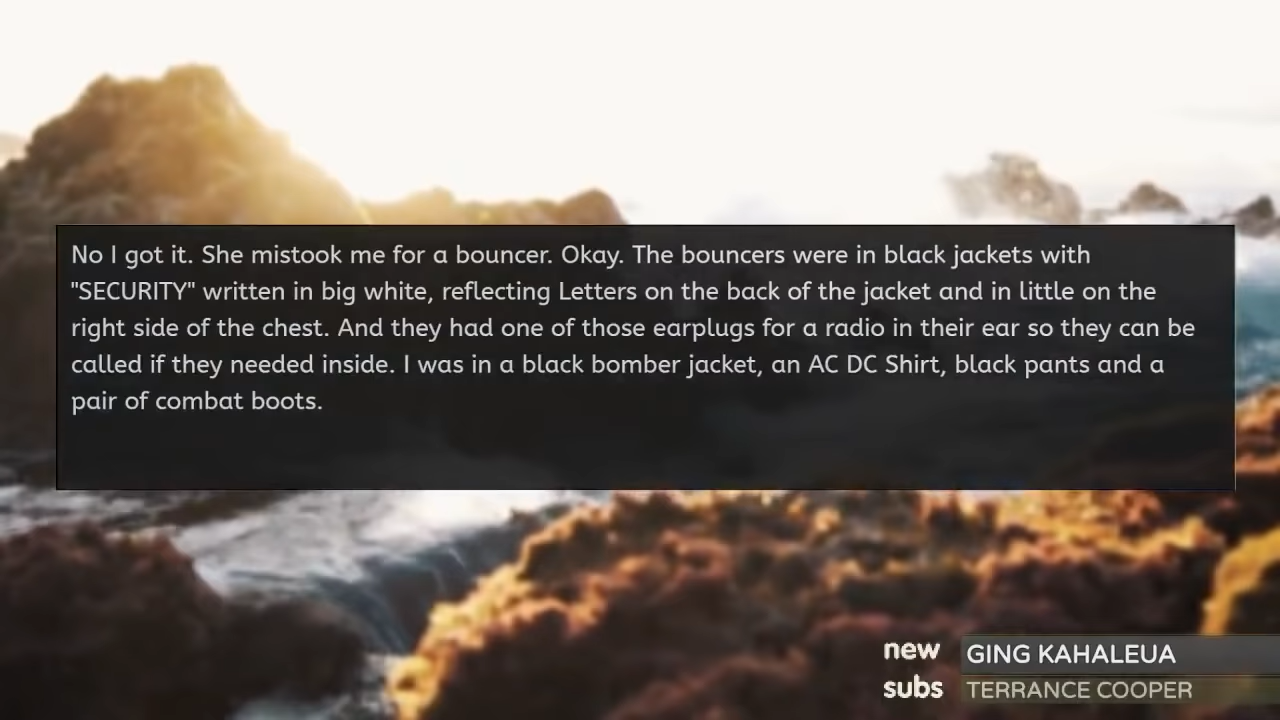 No I got it. She mistook me for a bouncer. Okay. The bouncers were in black jackets with
"SECURITY" written in big white, reflecting Letters on the back of the jacket and in little on the
right side of the chest. And they had one of those earplugs for a radio in their ear so they can be
called if they needed inside. I was in a black bomber jacket, an AC DC Shirt, black pants and a
pair of combat boots.
new
GING KAHALEUA
subs
TERRANCE COOPER